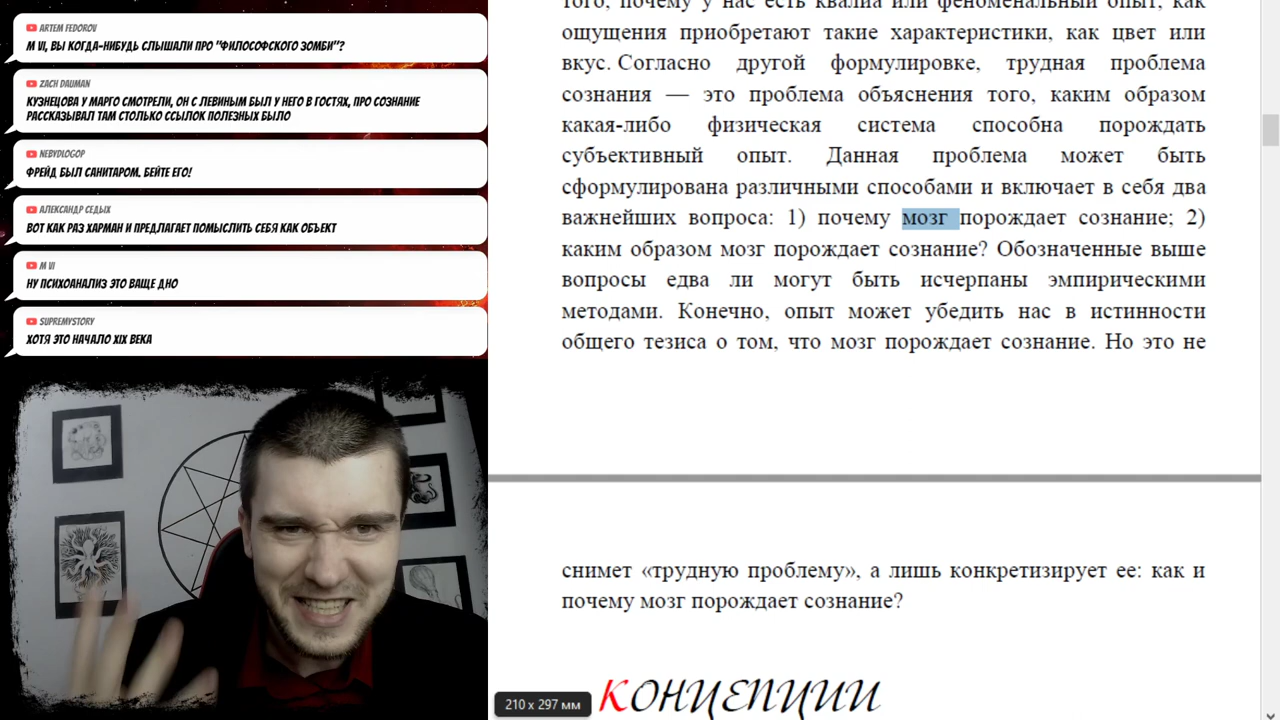 ARTEM FEDOROV
M VI, ВЫ КОГДА-НИБУДЬ СЛЫШАЛИ ПРО "ФИЛОСОФСКОГО ЗОМБИ"?
ZACH DAUMAN
КУЗНЕЦОВА У МАРГО СМОТРЕЛИ, ОН С ЛЕВИНЫМ БЫЛ У НЕГО В ГОСТЯХ, ПРО СОЗНАНИЕ
РАССКАЗЫВАЛ ТАМ СТОЛЬКО ССЫЛОК ПОЛЕЗНЫХ БЫЛО
NEBYDLOGOP
ФРЕЙД БЫЛ САНИТАРОМ. БЕЙТЕ ЕГО!
АЛЕКСАНДР СЕДЫХ
ВОТ КАК РАЗ ХАРМАН И ПРЕДЛАГАЕТ ПОМЫСЛИТЬ СЕБЯ КАК ОБЪЕКТ
M VI
НУ ПСИХОАНАЛИЗ ЭТО ВАЩЕ ДНО
SUPREMYSTORY
ХОТЯ ЭТО НАЧАЛО XIX ВЕКА
того, почему у нас есть квалиа или феноменальный опыт, как
ощущения приобретают такие характеристики, как цвет или
вкус. Согласно другой формулировке, трудная проблема
сознания — это проблема объяснения того, каким образом
какая-либо физическая система способна порождать
субъективный опыт. Данная проблема может быть
сформулирована различными способами и включает в себя два
важнейших вопроса: 1) почему мозг порождает сознание; 2)
каким образом мозг порождает сознание? Обозначенные выше
вопросы едва ли могут быть исчерпаны эмпирическими
методами. Конечно, опыт может убедить нас в истинности
общего тезиса о том, что мозг порождает сознание. Но это не
снимет «трудную проблему», а лишь конкретизирует ее: как и
почему мозг порождает сознание?
210 x 297 мм
КОНЦЕПЦИИ